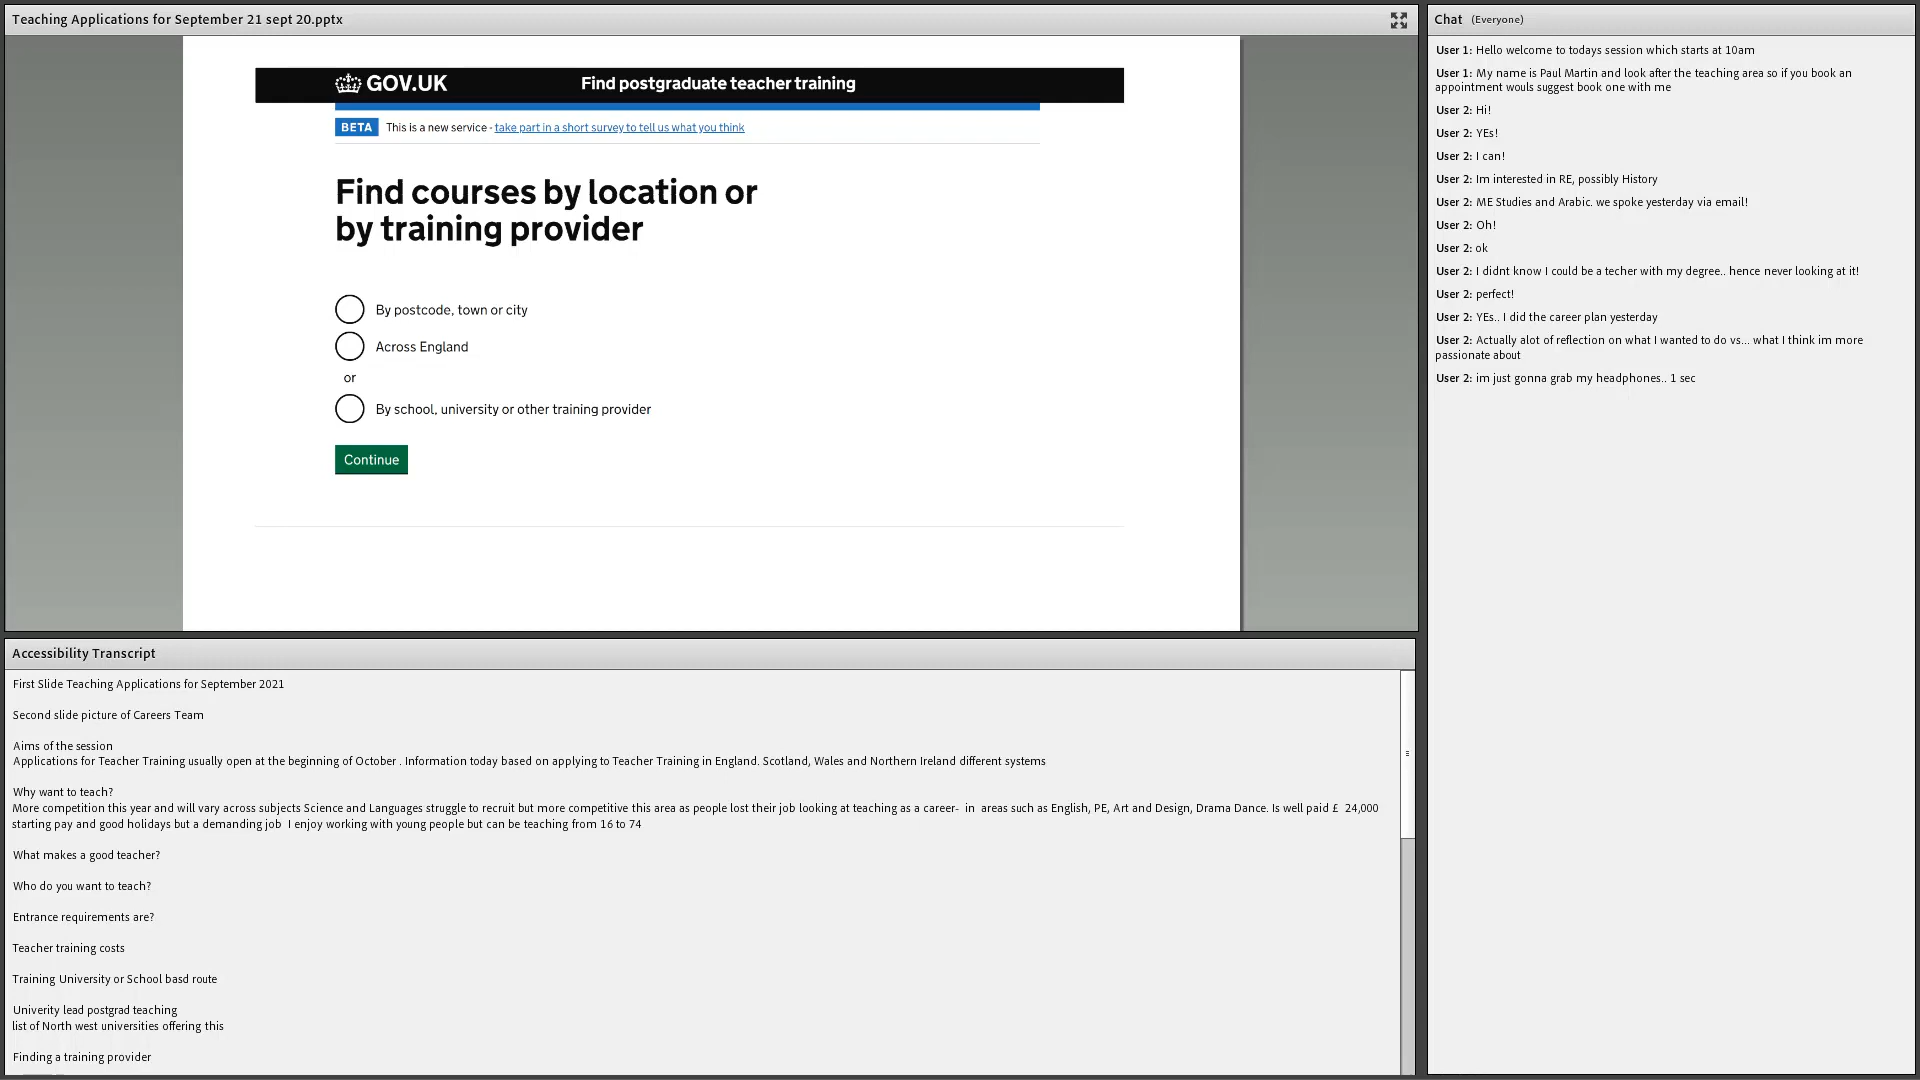 Teaching Applications for September 21 sept 20.pptx
GOV.UK Find postgraduate teacher training
BETA This is a new service - take part in a short survey to tell us what you think
Find courses by location or
by training provider
By postcode, town or city
Across England
or
By school, university or other training provider
Continue
Accessibility Transcript
First Slide Teaching Applications for September 2021
Second slide picture of Careers Team
Aims of the session
Applications for Teacher Training usually open at the beginning of October . Information today based on applying to Teacher Training in England. Scotland, Wales and Northern Ireland different systems
Why want to teach?
More competition this year and will vary across subjects Science and Languages struggle to recruit but more competitive this area as people lost their job looking at teaching as a career- in areas such as English, PE, Art and Design, Drama Dance. Is well paid £ 24,000
starting pay and good holidays but a demanding job I enjoy working with young people but can be teaching from 16 to 74
What makes a good teacher?
Who do you want to teach?
Entrance requirements are?
Teacher training costs
Training University or School basd route
Univerity lead postgrad teaching
list of North west universities offering this
Finding a training provider
Chat (Everyone)
User 1: Hello welcome to todays session which starts at 10am
User 1: My name is Paul Martin and look after the teaching area so if you book an
appointment wouls suggest book one with me
User 2: Hi!
User 2: YEs!
User 2: I can!
User 2: Im interested in RE, possibly History
User 2: ME Studies and Arabic. we spoke yesterday via email!
User 2: Oh!
User 2: ok
User 2: I didnt know I could be a techer with my degree.. hence never looking at it!
User 2: perfect!
User 2: YEs.. I did the career plan yesterday
User 2: Actually alot of reflection on what I wanted to do vs... what I think im more
passionate about
User 2: im just gonna grab my headphones.. 1 sec